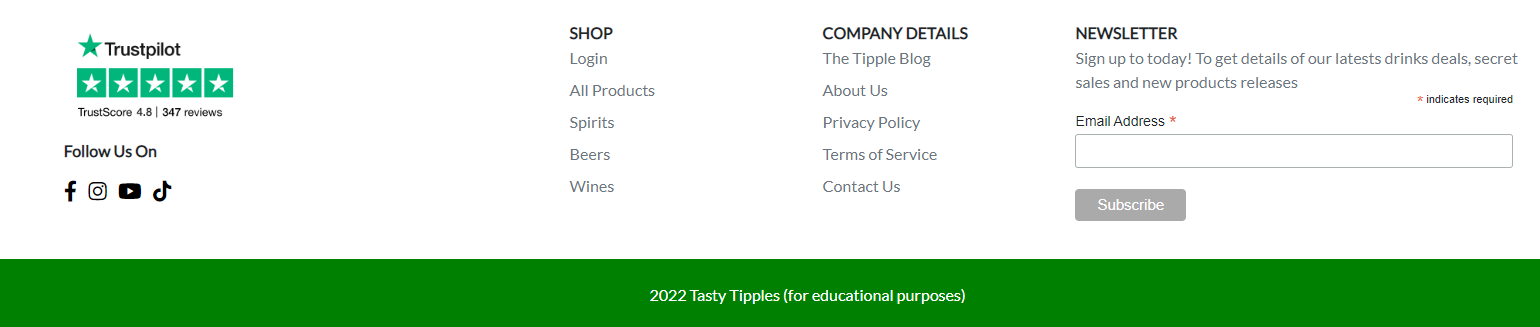 Trustpilot
TrustScore 4.8 | 347 reviews
Follow Us On
SHOP
Login
All Products
Spirits
Beers
Wines
COMPANY DETAILS
The Tipple Blog
About Us
Privacy Policy
Terms of Service
Contact Us
NEWSLETTER
Sign up to today! To get details of our latests drinks deals, secret
sales and new products releases
* indicates required
Email Address *
Subscribe
2022 Tasty Tipples (for educational purposes)